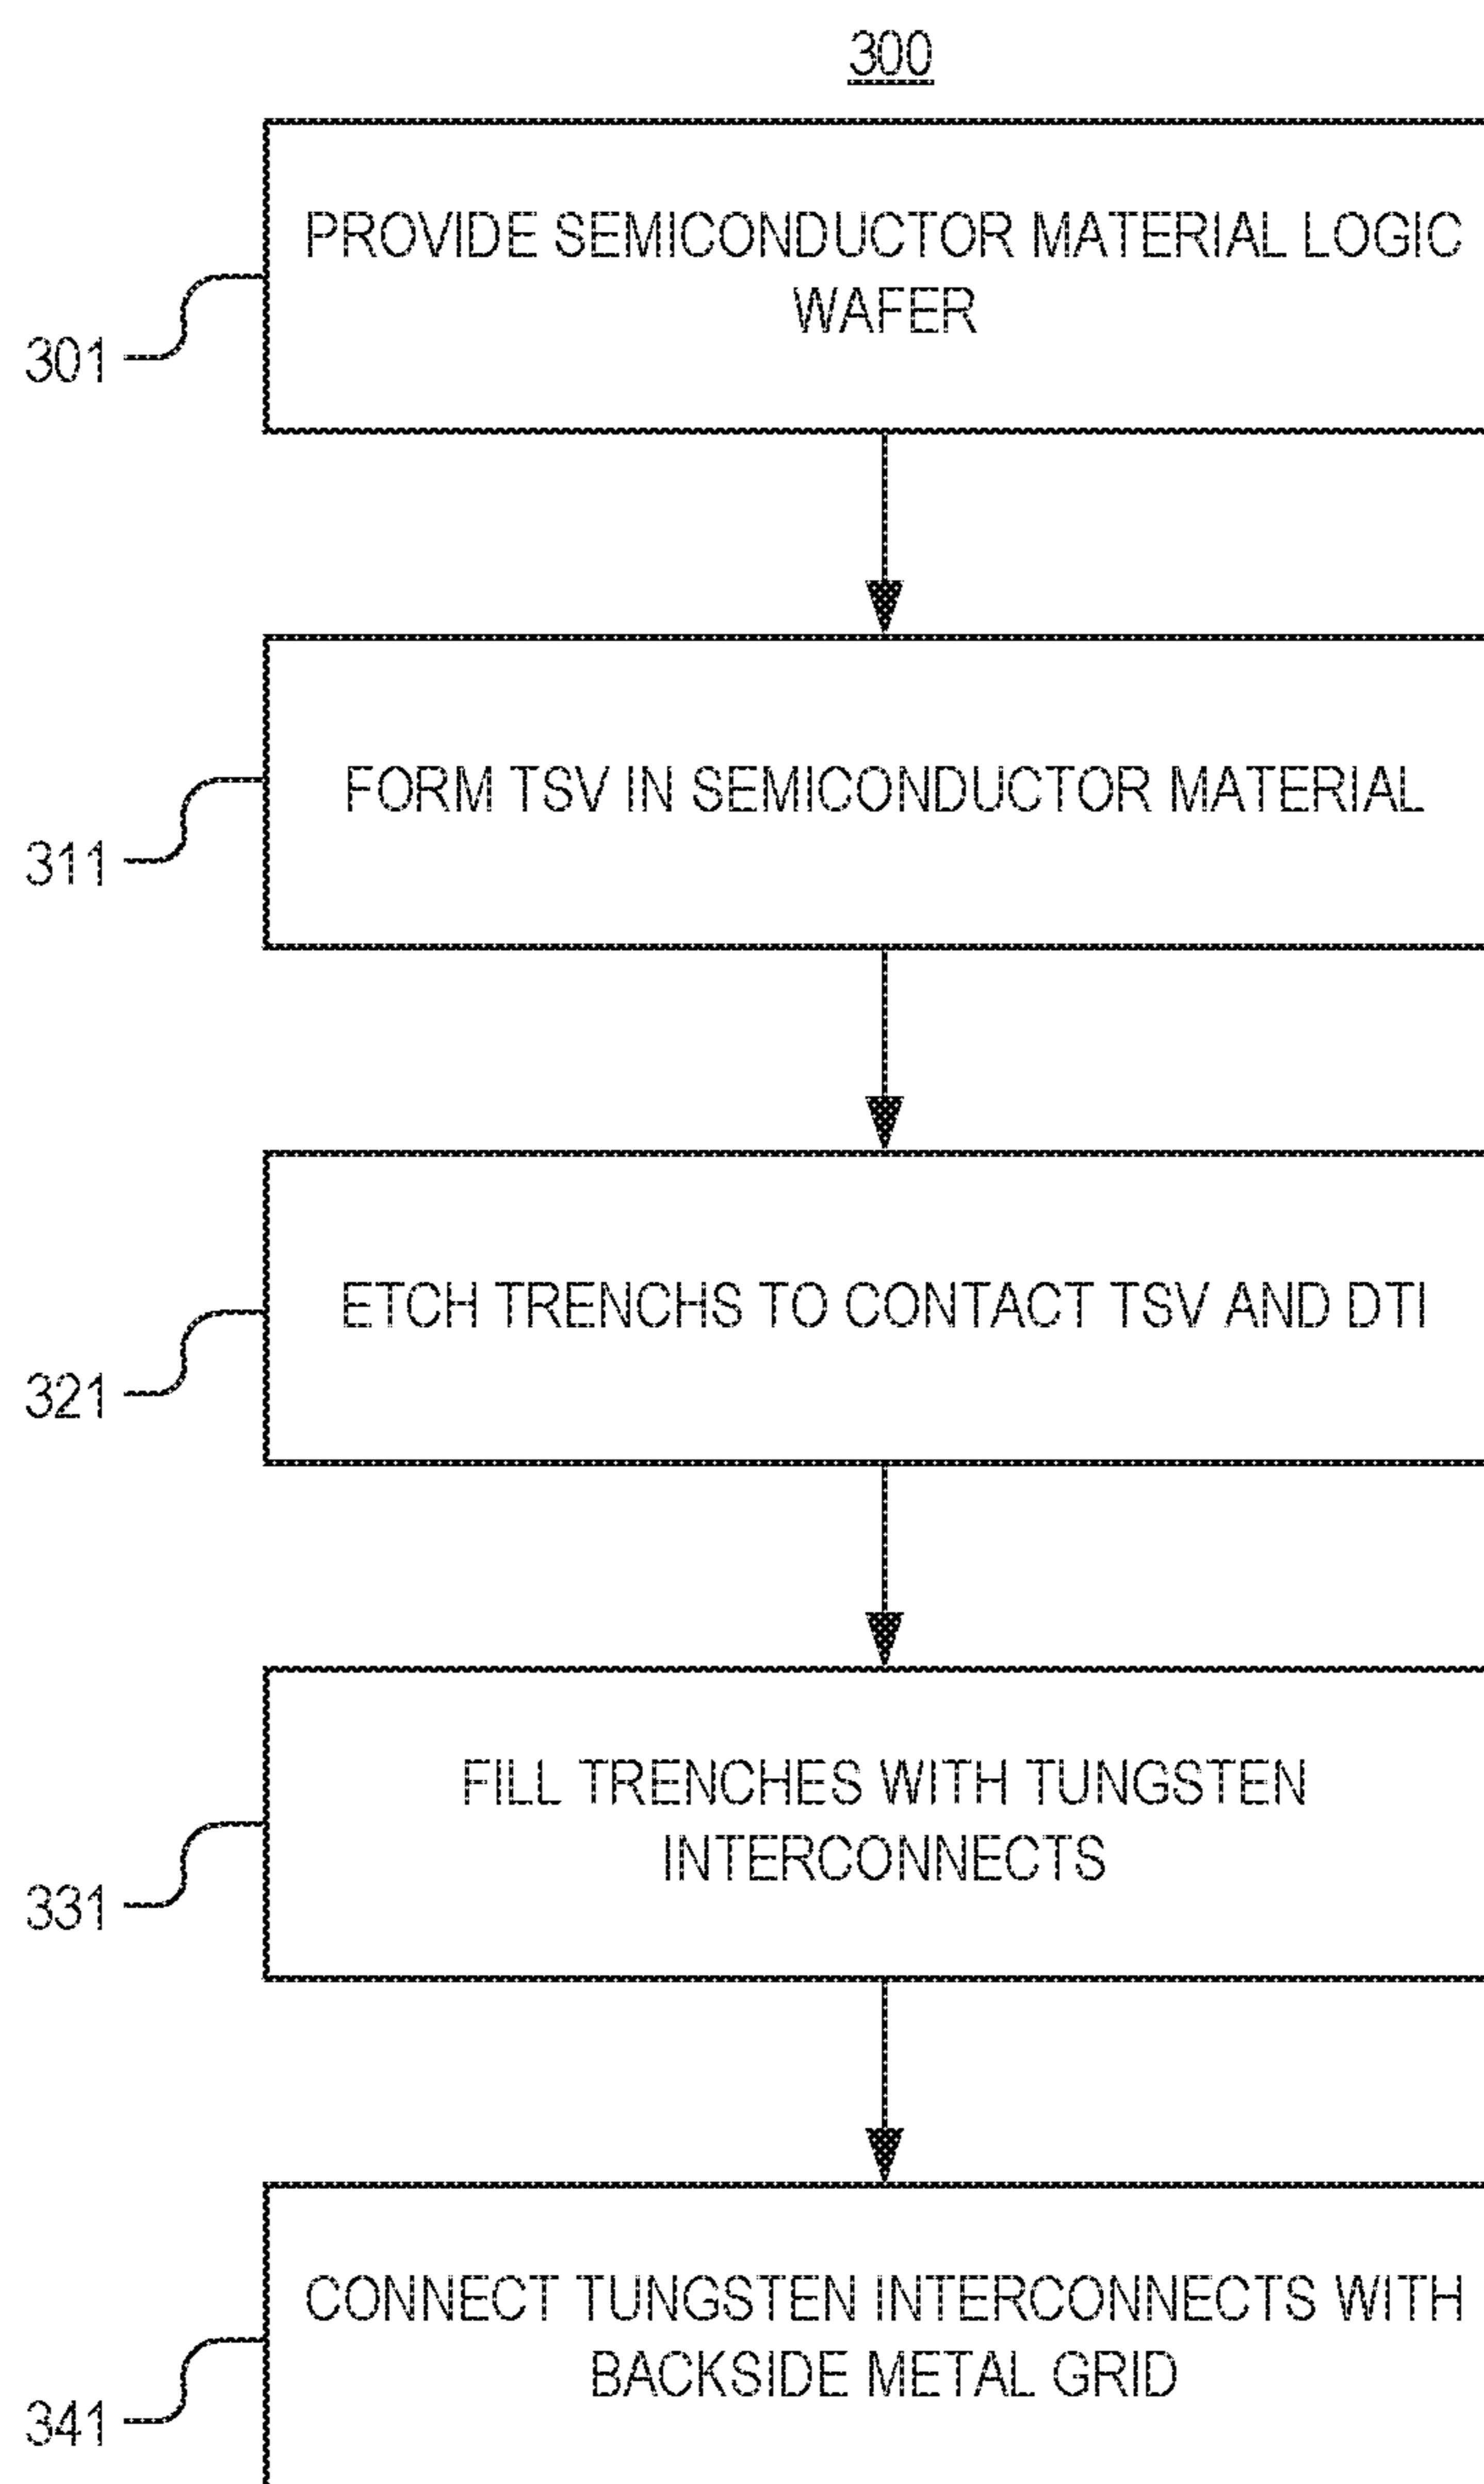 300
PROVIDE SEMICONDUCTOR MATERIAL LOGIC
WAFER
301
FORM TSV IN SEMICONDUCTOR MATERIAL
311
ETCH TRENCHS TO CONTACT TSV AND DTI
321
FILL TRENCHES WITH TUNGSTEN
INTERCONNECTS
331
CONNECT TUNGSTEN INTERCONNECTS WITH
BACKSIDE METAL GRID
341